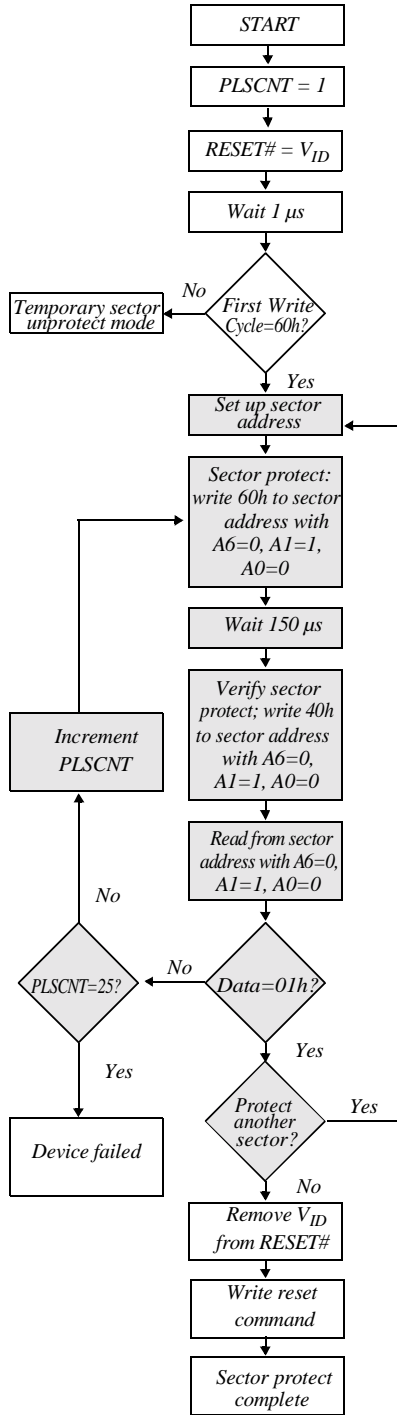 START
PLSCNT = 1
RESET# = VID
Wait 1 μs
No
First Write
Cycle=60h?
Temporary sector
unprotect mode
Yes
Set up sector
address
Sector protect:
write 60h to sector
address with
A6=0, A1=1,
A0=0
Wait 150 μs
Verify sector
protect; write 40h
to sector address
with A6=0,
A1=1, A0=0
Increment
PLSCNT
Read from sector
address with A6=0,
A1=1, A0=0
No
No
Data=01h?
PLSCNT=25?
Yes
Yes
Device failed
Protect
another
sector?
Yes
No
Remove VID
from RESET#
Write reset
command
Sector protect
complete